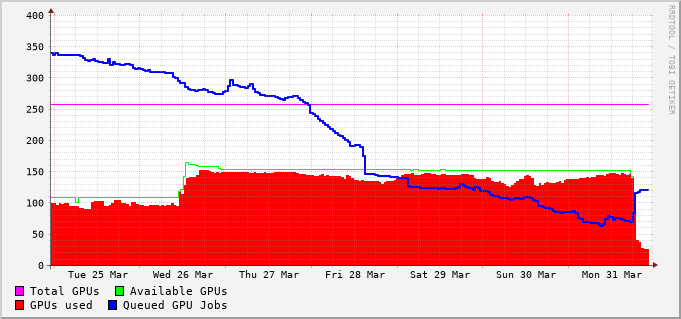 400
350
300
250
200
150
100
50
0
Tue 25 Mar Wed 26 Mar Thu 27 Mar Fri 28 Mar Sat 29 Mar Sun 30 Mar Mon 31 Mar
Total GPUs Available GPUs
GPUs used Queued GPU Jobs
RRDTOOL / TOBI OETIKER